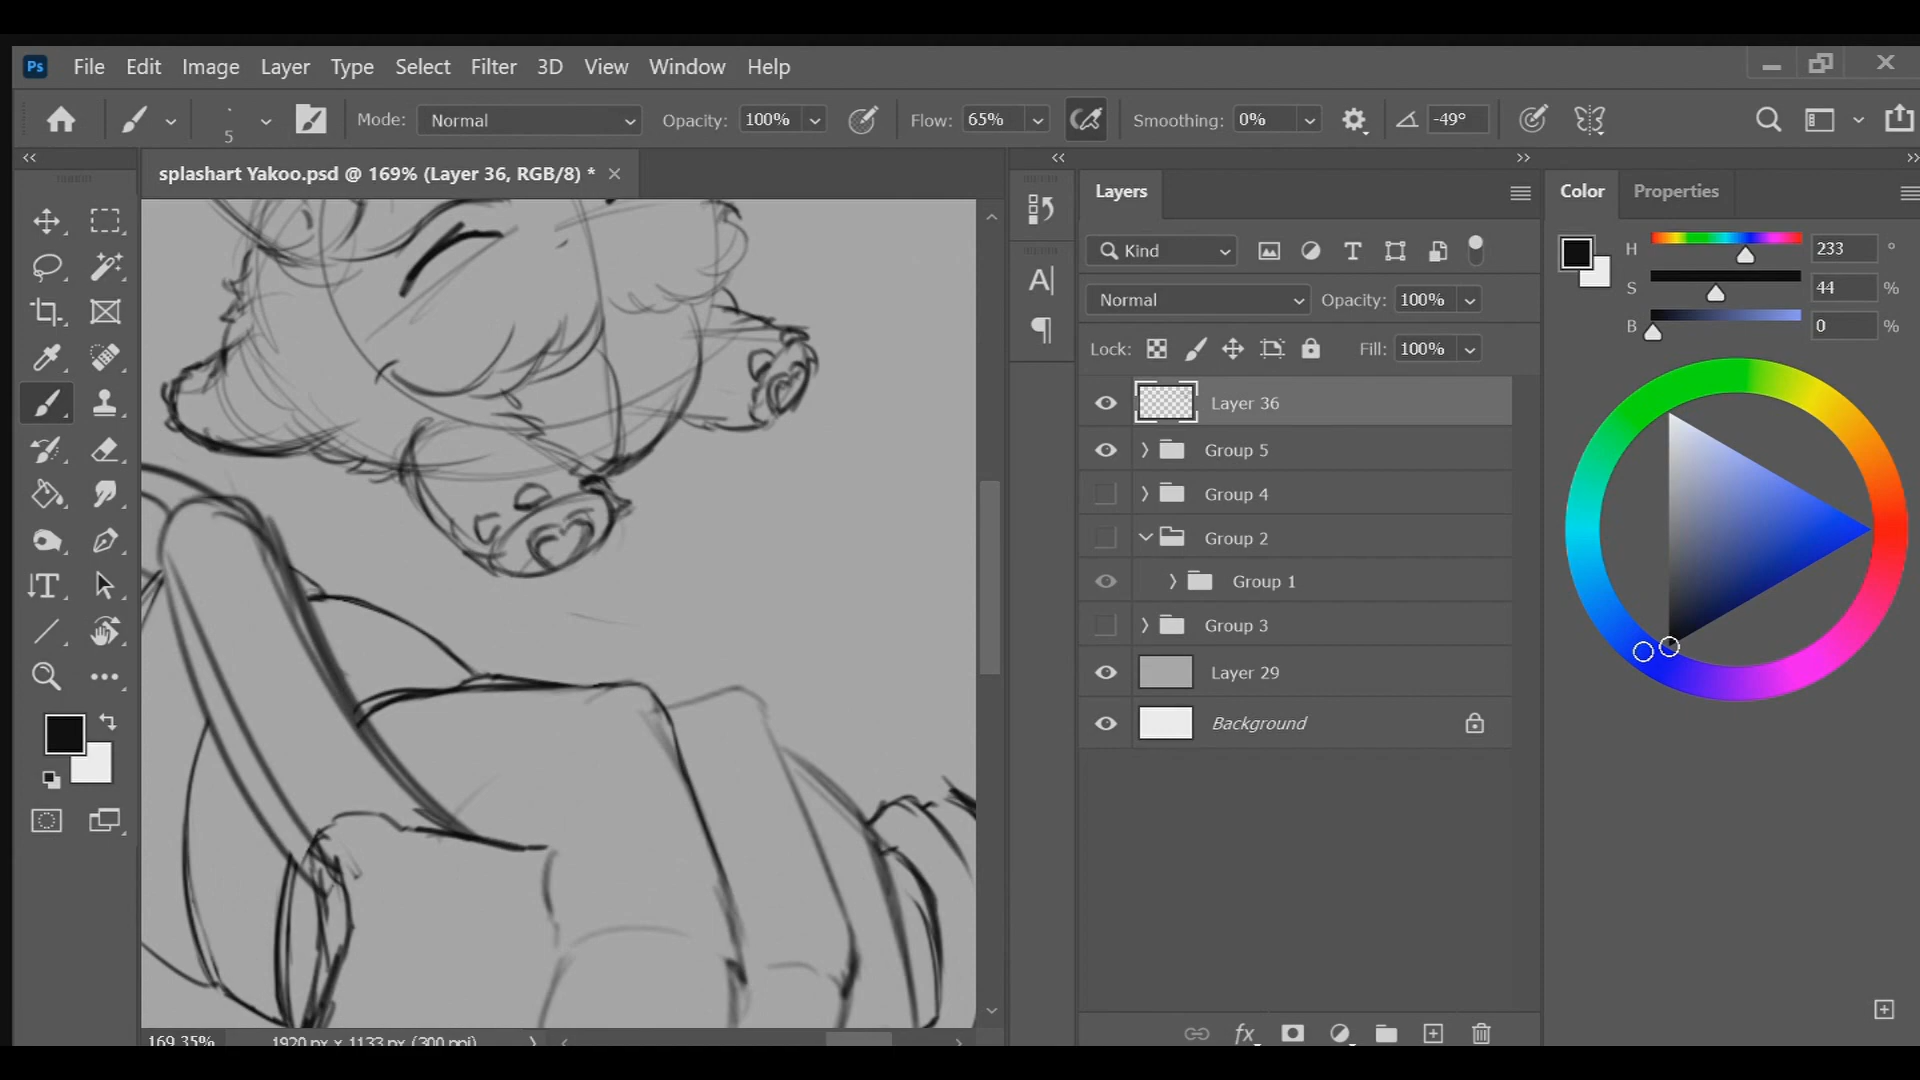 Ps File Edit Image Layer Type Select Filter 3D View Window Help
5 Mode: Normal Opacity: 100% Flow: 65% Smoothing: 0% -49°
splashart Yakoo.psd @ 169% (Layer 36, RGB/8) *
Layers
Kind
Normal Opacity: 100%
Lock: Fill: 100%
Layer 36
Group 5
Group 4
Group 2
Group 1
Group 3
Layer 29
Background
Color Properties
H 233 °
S 44 %
B 0 %
169.35% 1920 px x 1133 px (300 ppi)